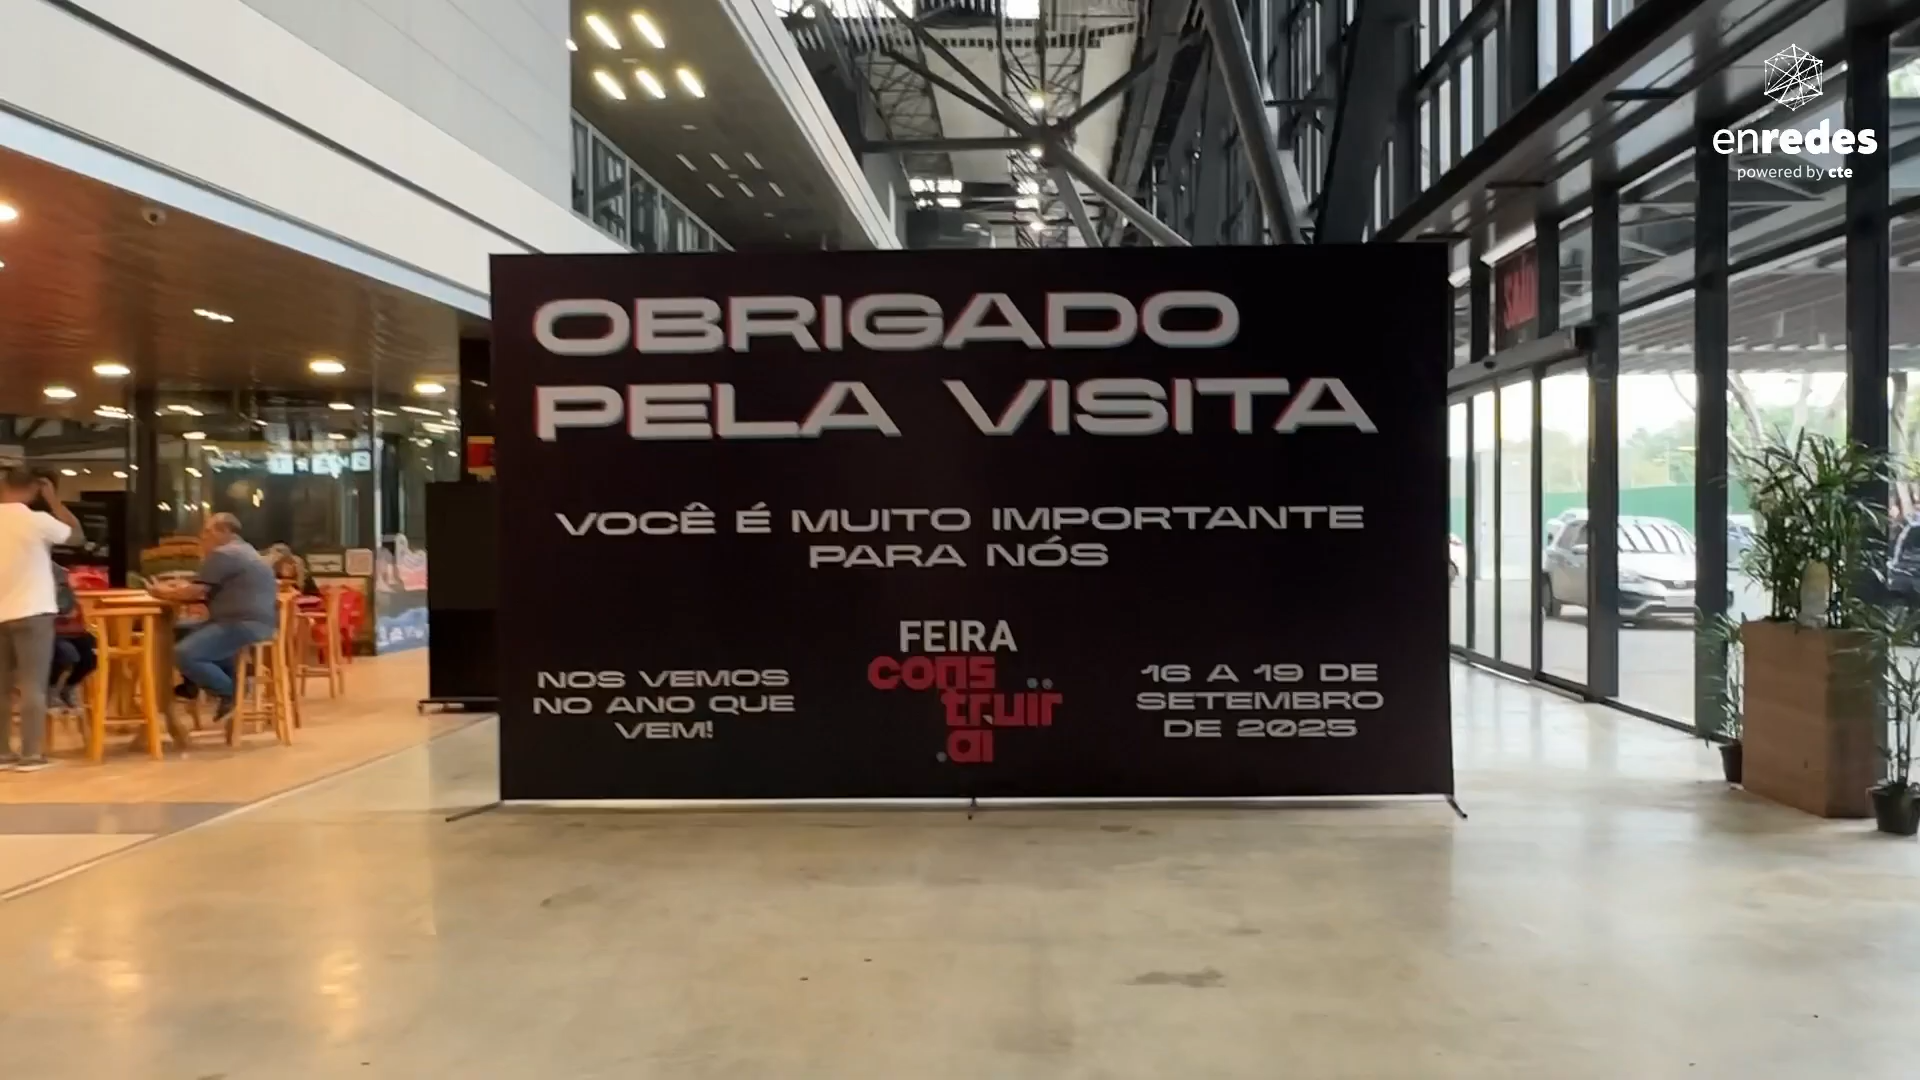 enredes
powered by cte
OBRIGADO
PELA VISITA
VOCÊ É MUITO IMPORTANTE
PARA NÓS
NOS VEMOS
NO ANO QUE
VEM!
FEIRA
cons
truir
.ai
16 A 19 DE
SETEMBRO
DE 2025